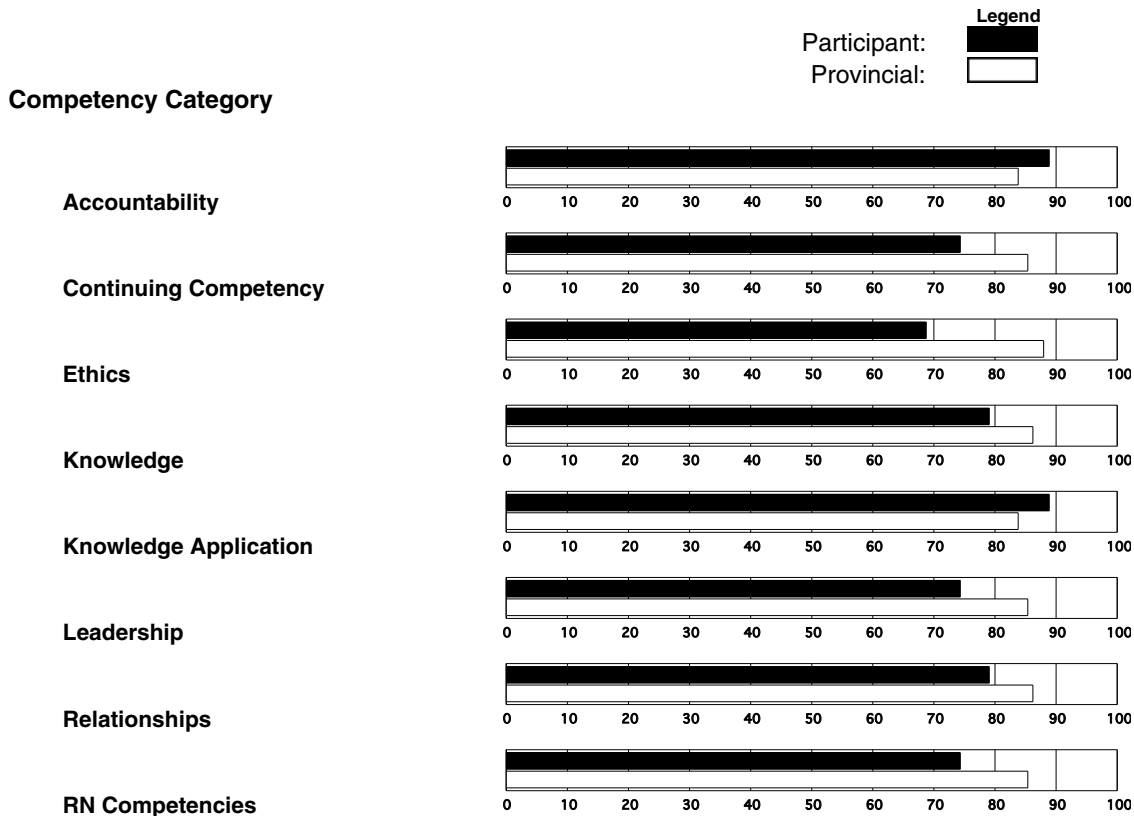 Legend
Participant:
Provincial:
Competency Category
Accountability
0 10 20 30 40 50 60 70 80 90 100
Continuing Competency
0 10 20 30 40 50 60 70 80 90 100
Ethics
0 10 20 30 40 50 60 70 80 90 100
Knowledge
0 10 20 30 40 50 60 70 80 90 100
Knowledge Application
0 10 20 30 40 50 60 70 80 90 100
Leadership
0 10 20 30 40 50 60 70 80 90 100
Relationships
0 10 20 30 40 50 60 70 80 90 100
RN Competencies
0 10 20 30 40 50 60 70 80 90 100